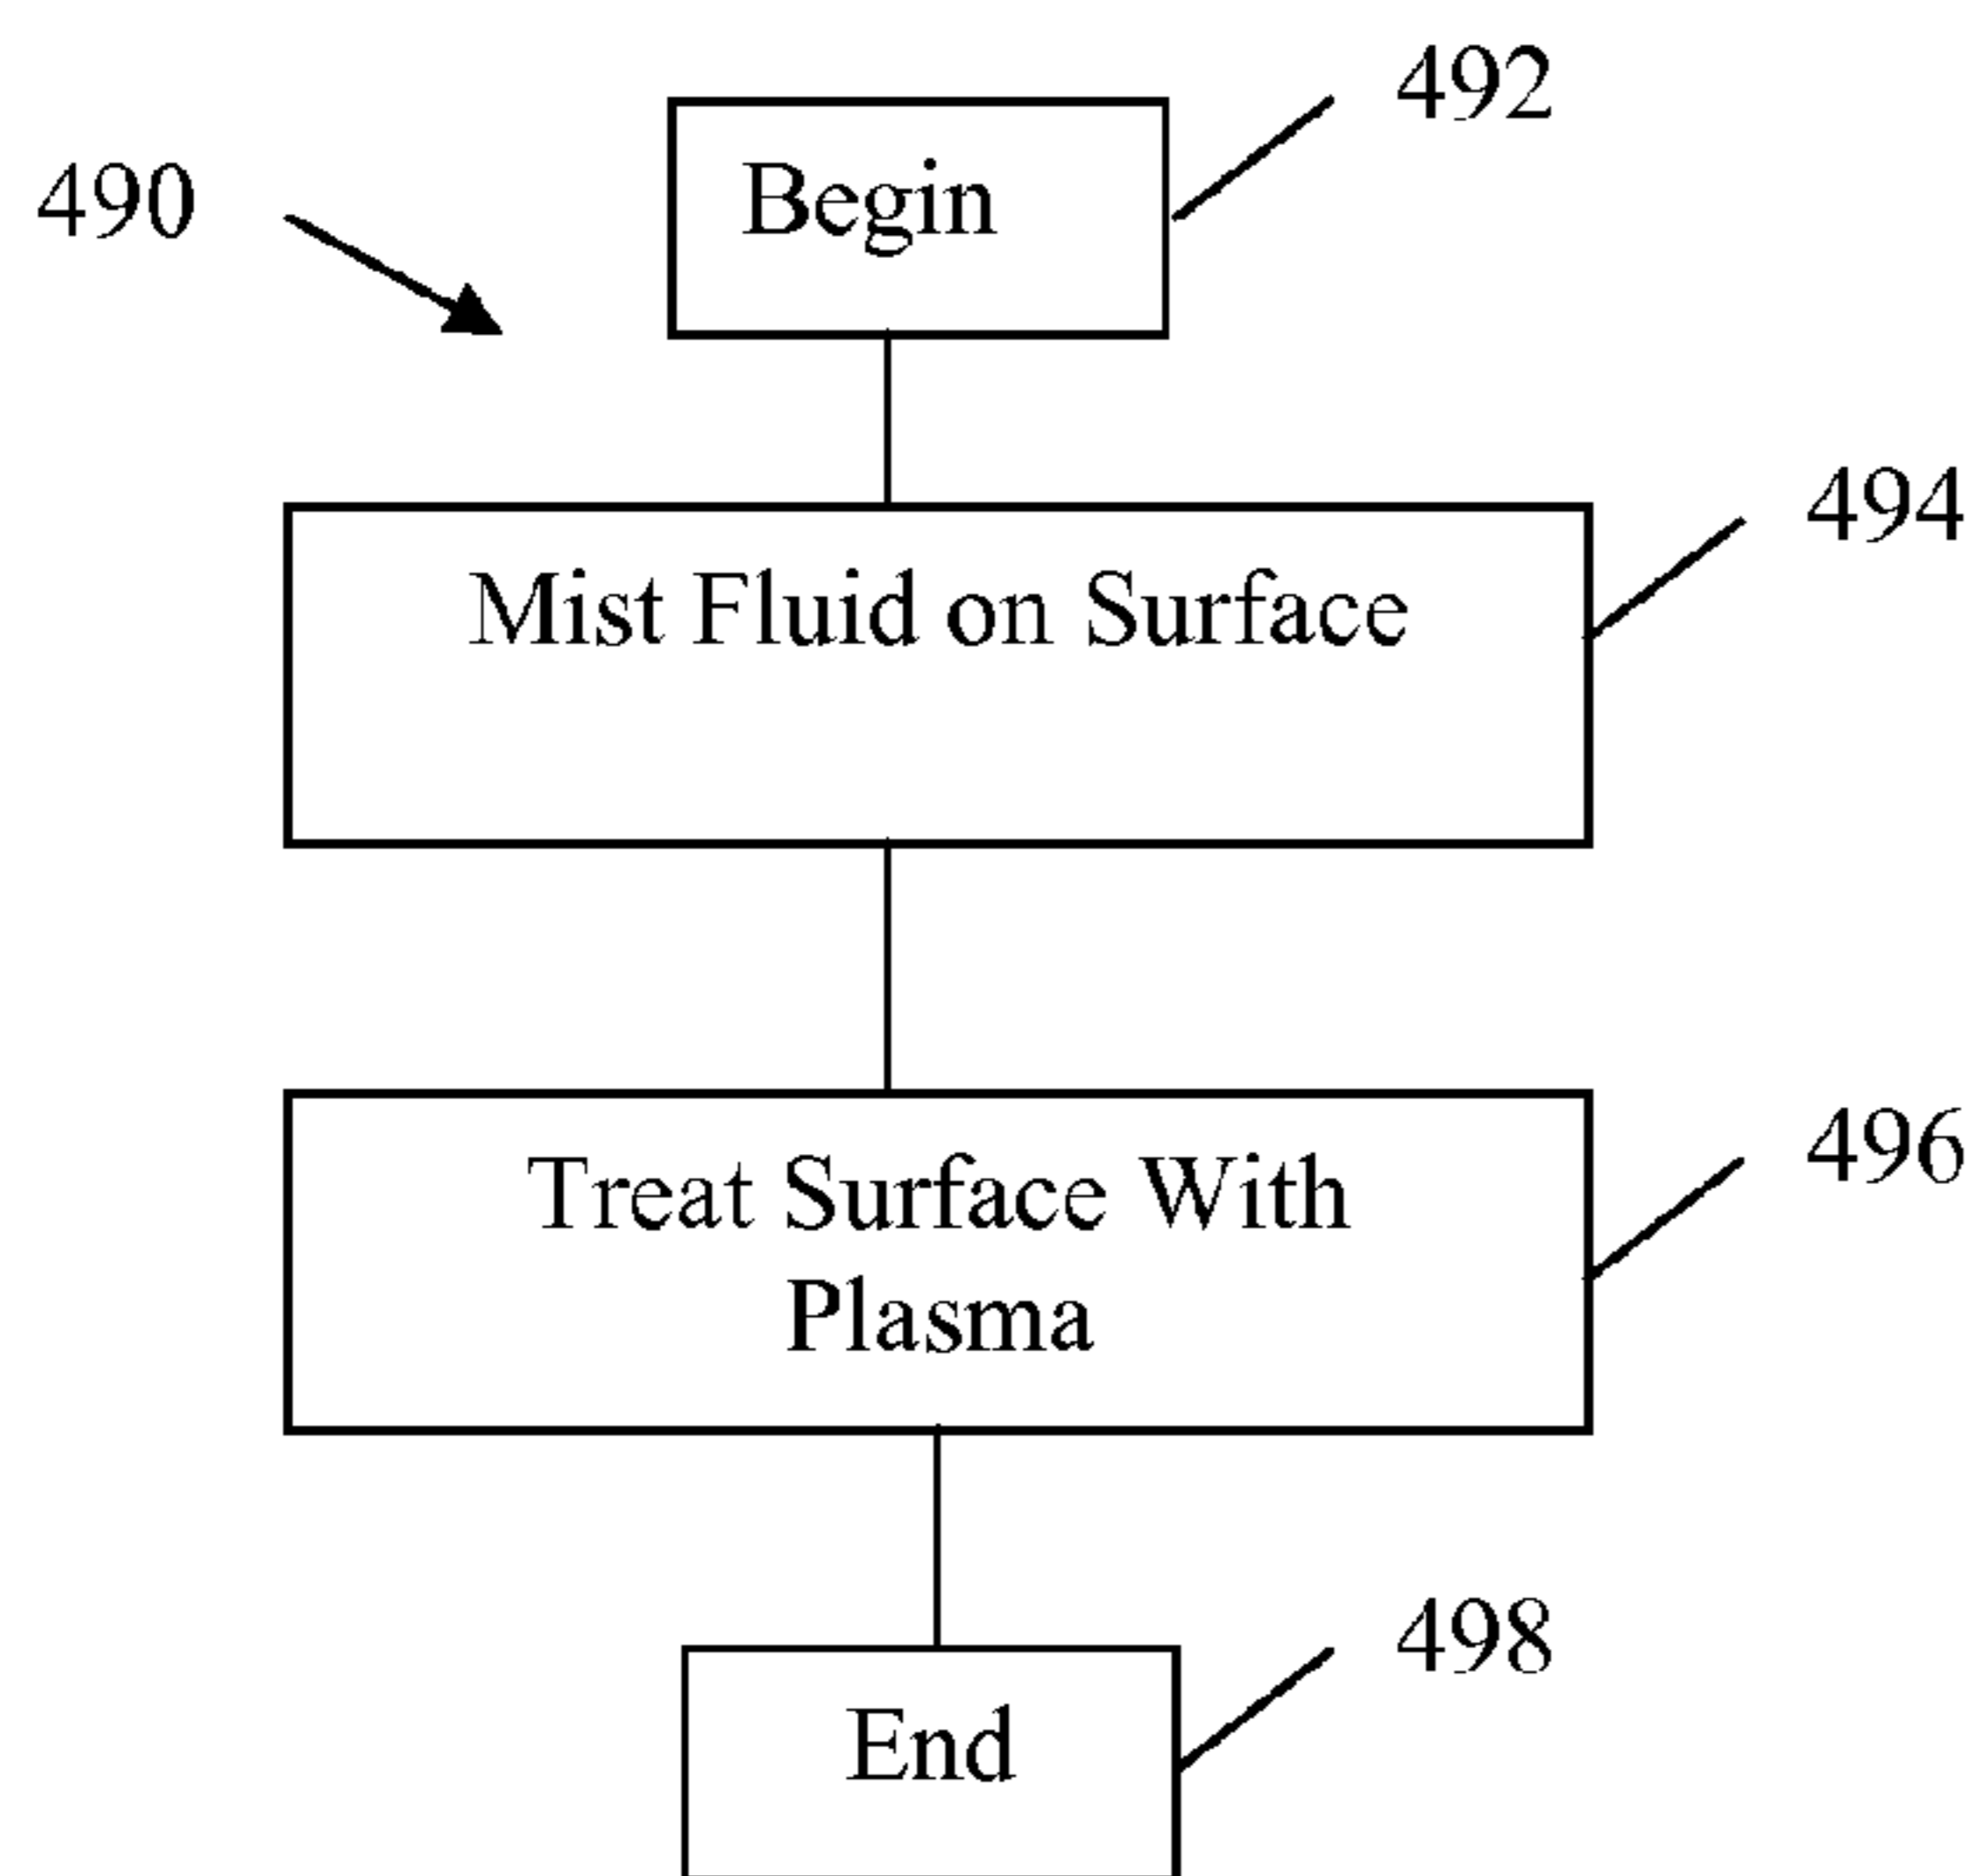 492
490
Begin
494
Mist Fluid on Surface
496
Treat Surface With
Plasma
498
End